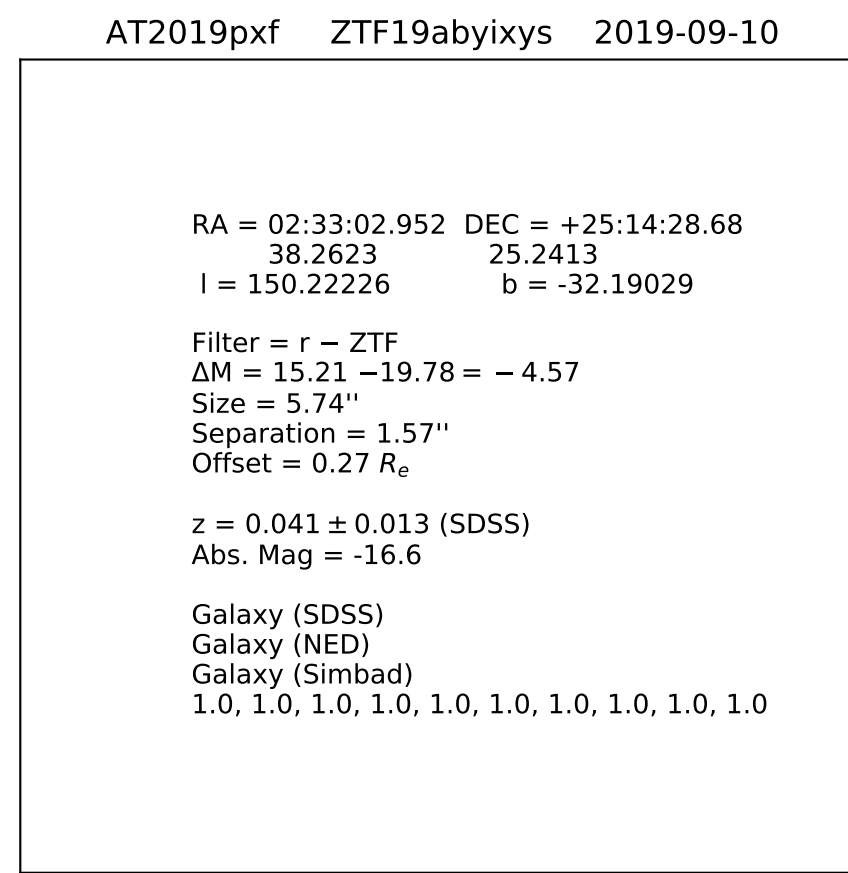 AT2019pxf ZTF19abyixys 2019-09-10
RA = 02:33:02.952 DEC = +25:14:28.68
38.2623 25.2413
l = 150.22226 b = -32.19029
Filter = r − ZTF
ΔM = 15.21 −19.78 = − 4.57
Size = 5.74''
Separation = 1.57''
Offset = 0.27 Re
z = 0.041 ± 0.013 (SDSS)
Abs. Mag = -16.6
Galaxy (SDSS)
Galaxy (NED)
Galaxy (Simbad)
1.0, 1.0, 1.0, 1.0, 1.0, 1.0, 1.0, 1.0, 1.0, 1.0